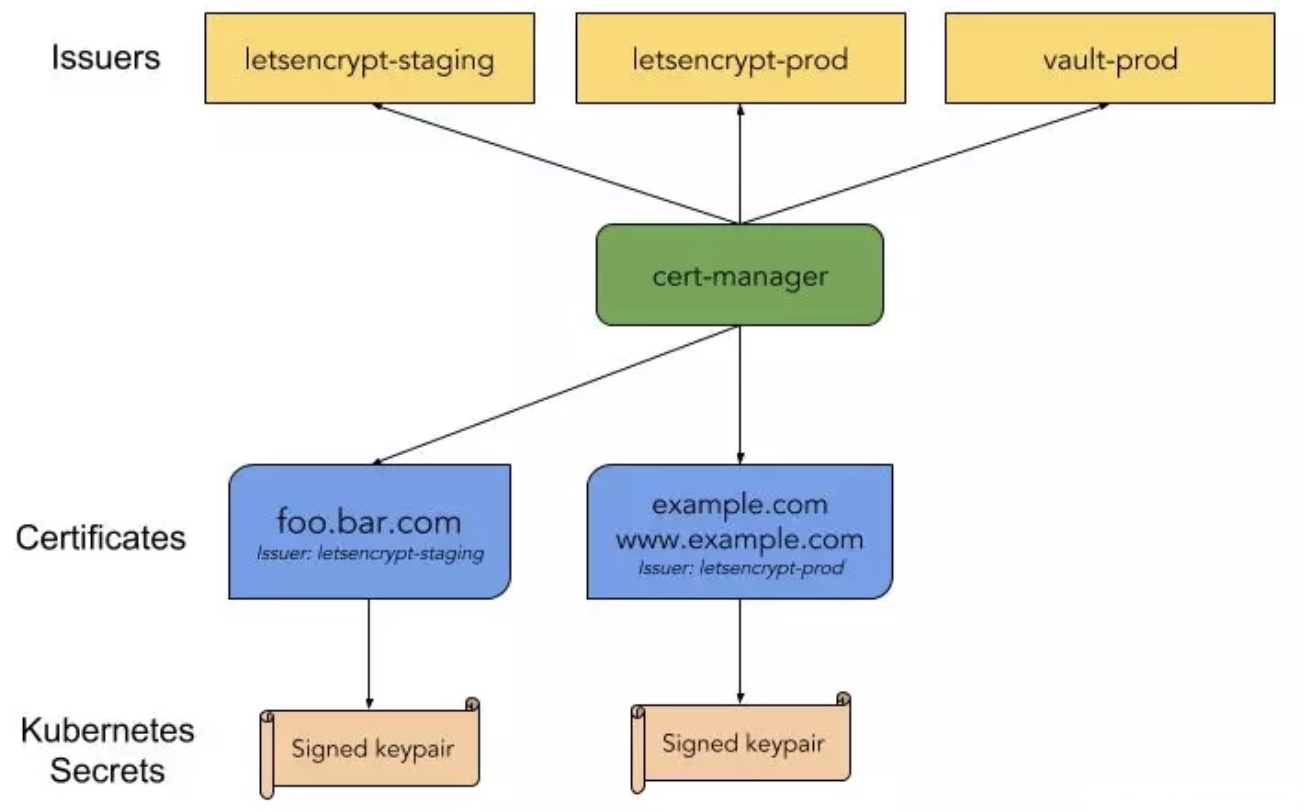 Issuers
letsencrypt-staging
letsencrypt-prod
vault-prod
cert-manager
Certificates
foo.bar.com
Issuer: letsencrypt-staging
example.com
www.example.com
Issuer: letsencrypt-prod
Kubernetes
Secrets
Signed keypair
Signed keypair